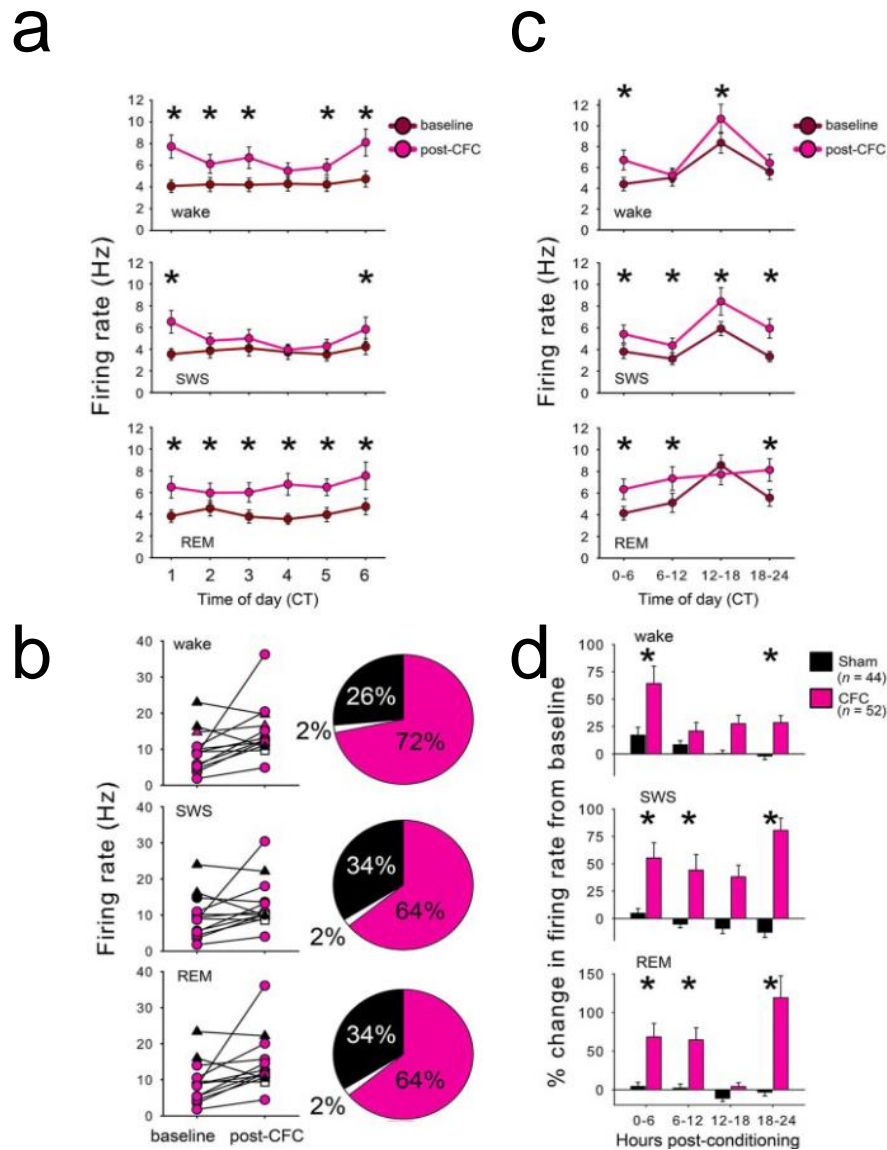 a
12
10
8
6
4
2
0
* * * * *
baseline
post-CFC
wake
12
10
8
6
4
2
0
* *
SWS
12
10
8
6
4
2
0
* * * * * *
REM
1 2 3 4 5 6
Time of day (CT)
Firing rate (Hz)
c
12
10
8
6
4
2
0
* *
baseline
post-CFC
wake
12
10
8
6
4
2
0
* * * *
SWS
12
10
8
6
4
2
0
* * *
REM
0-6 6-12 12-18 18-24
Time of day (CT)
Firing rate (Hz)
b
40
30
20
10
0
wake
26%
2%
72%
40
30
20
10
0
SWS
34%
2%
64%
40
30
20
10
0
REM
34%
2%
64%
baseline post-CFC
Firing rate (Hz)
d
100
75
50
25
0
wake
* *
Sham
(n = 44)
CFC
(n = 52)
100
75
50
25
0
SWS
* * *
150
100
50
0
REM
* * *
0-6 6-12 12-18 18-24
Hours post-conditioning
% change in firing rate from baseline